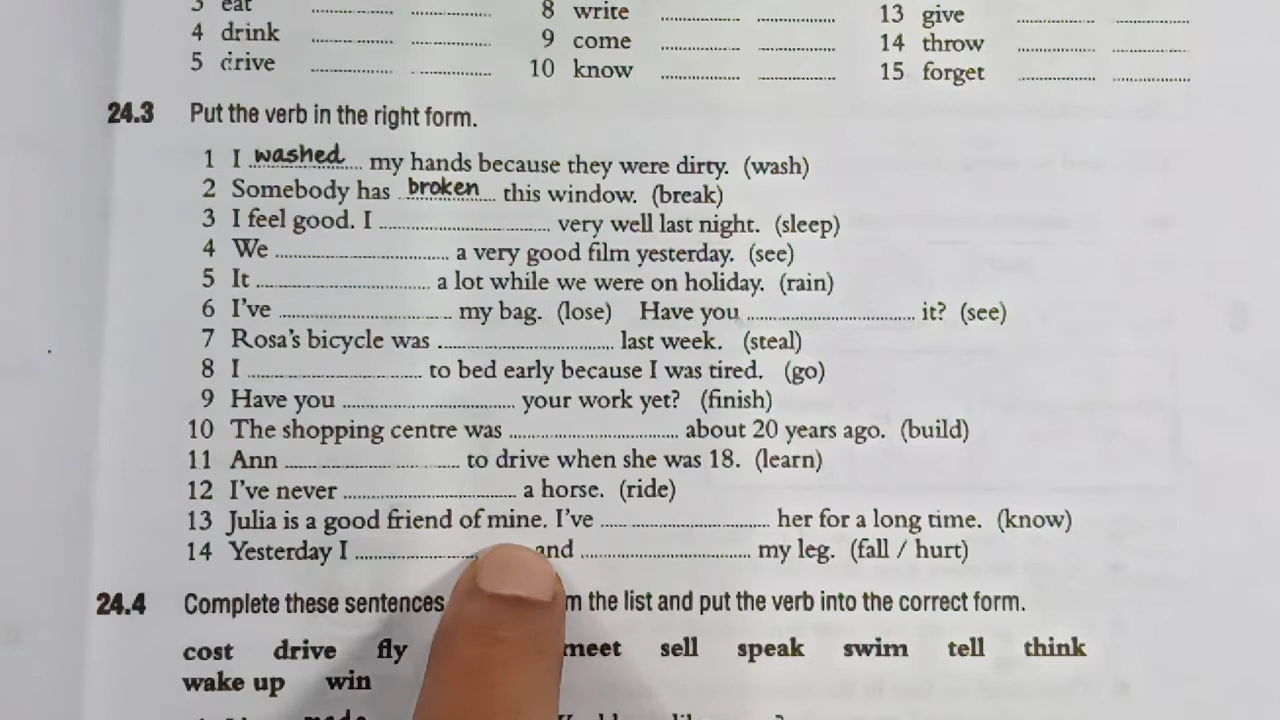 3 eat .......... .......... 8 write .......... .......... 13 give .......... ..........
4 drink .......... .......... 9 come .......... .......... 14 throw .......... ..........
5 drive .......... .......... 10 know .......... .......... 15 forget .......... ..........
24.3 Put the verb in the right form.
1 I washed my hands because they were dirty. (wash)
2 Somebody has broken this window. (break)
3 I feel good. I .......... very well last night. (sleep)
4 We .......... a very good film yesterday. (see)
5 It .......... a lot while we were on holiday. (rain)
6 I've .......... my bag. (lose) Have you .......... it? (see)
7 Rosa's bicycle was .......... last week. (steal)
8 I .......... to bed early because I was tired. (go)
9 Have you .......... your work yet? (finish)
10 The shopping centre was .......... about 20 years ago. (build)
11 Ann .......... to drive when she was 18. (learn)
12 I've never .......... a horse. (ride)
13 Julia is a good friend of mine. I've .......... her for a long time. (know)
14 Yesterday I .......... and .......... my leg. (fall / hurt)
24.4 Complete these sentences the list and put the verb into the correct form.
cost drive fly meet sell speak swim tell think
wake up win